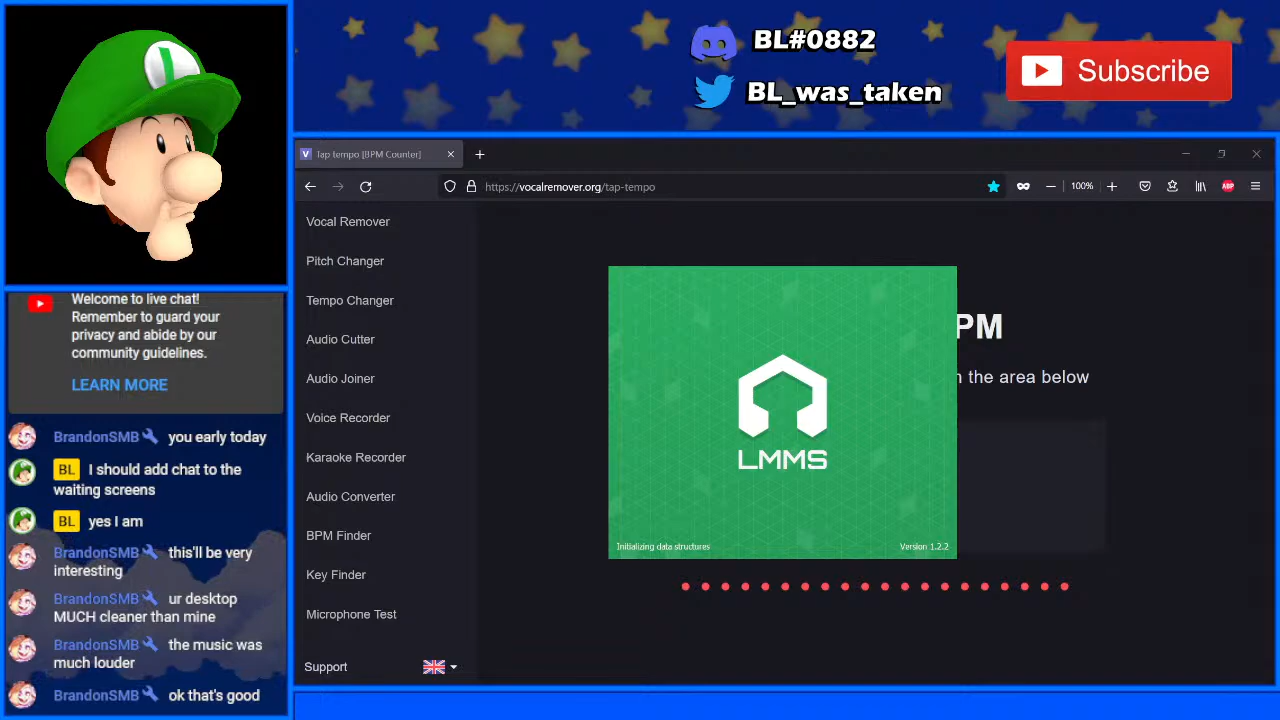 BL#0882
BL_was_taken
Subscribe
Tap tempo [BPM Counter]
https://vocalremover.org/tap-tempo
100%
ABP
Vocal Remover
Pitch Changer
Tempo Changer
Audio Cutter
Audio Joiner
Voice Recorder
Karaoke Recorder
Audio Converter
BPM Finder
Key Finder
Microphone Test
Support
PM
n the area below
LMMS
Initializing data structures
Version 1.2.2
Welcome to live chat!
Remember to guard your
privacy and abide by our
community guidelines.
LEARN MORE
BrandonSMB you early today
BL I should add chat to the
waiting screens
BL yes I am
BrandonSMB this'll be very
interesting
BrandonSMB ur desktop
MUCH cleaner than mine
BrandonSMB the music was
much louder
BrandonSMB ok that's good